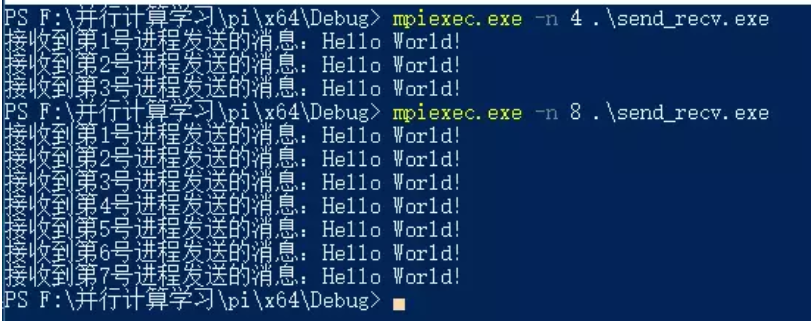 PS F:\并行计算学习\pi\x64\Debug> mpiexec.exe -n 4 .\send_recv.exe
接收到第1号进程发送的消息：Hello World!
接收到第2号进程发送的消息：Hello World!
接收到第3号进程发送的消息：Hello World!
PS F:\并行计算学习\pi\x64\Debug> mpiexec.exe -n 8 .\send_recv.exe
接收到第1号进程发送的消息：Hello World!
接收到第2号进程发送的消息：Hello World!
接收到第3号进程发送的消息：Hello World!
接收到第4号进程发送的消息：Hello World!
接收到第5号进程发送的消息：Hello World!
接收到第6号进程发送的消息：Hello World!
接收到第7号进程发送的消息：Hello World!
PS F:\并行计算学习\pi\x64\Debug>